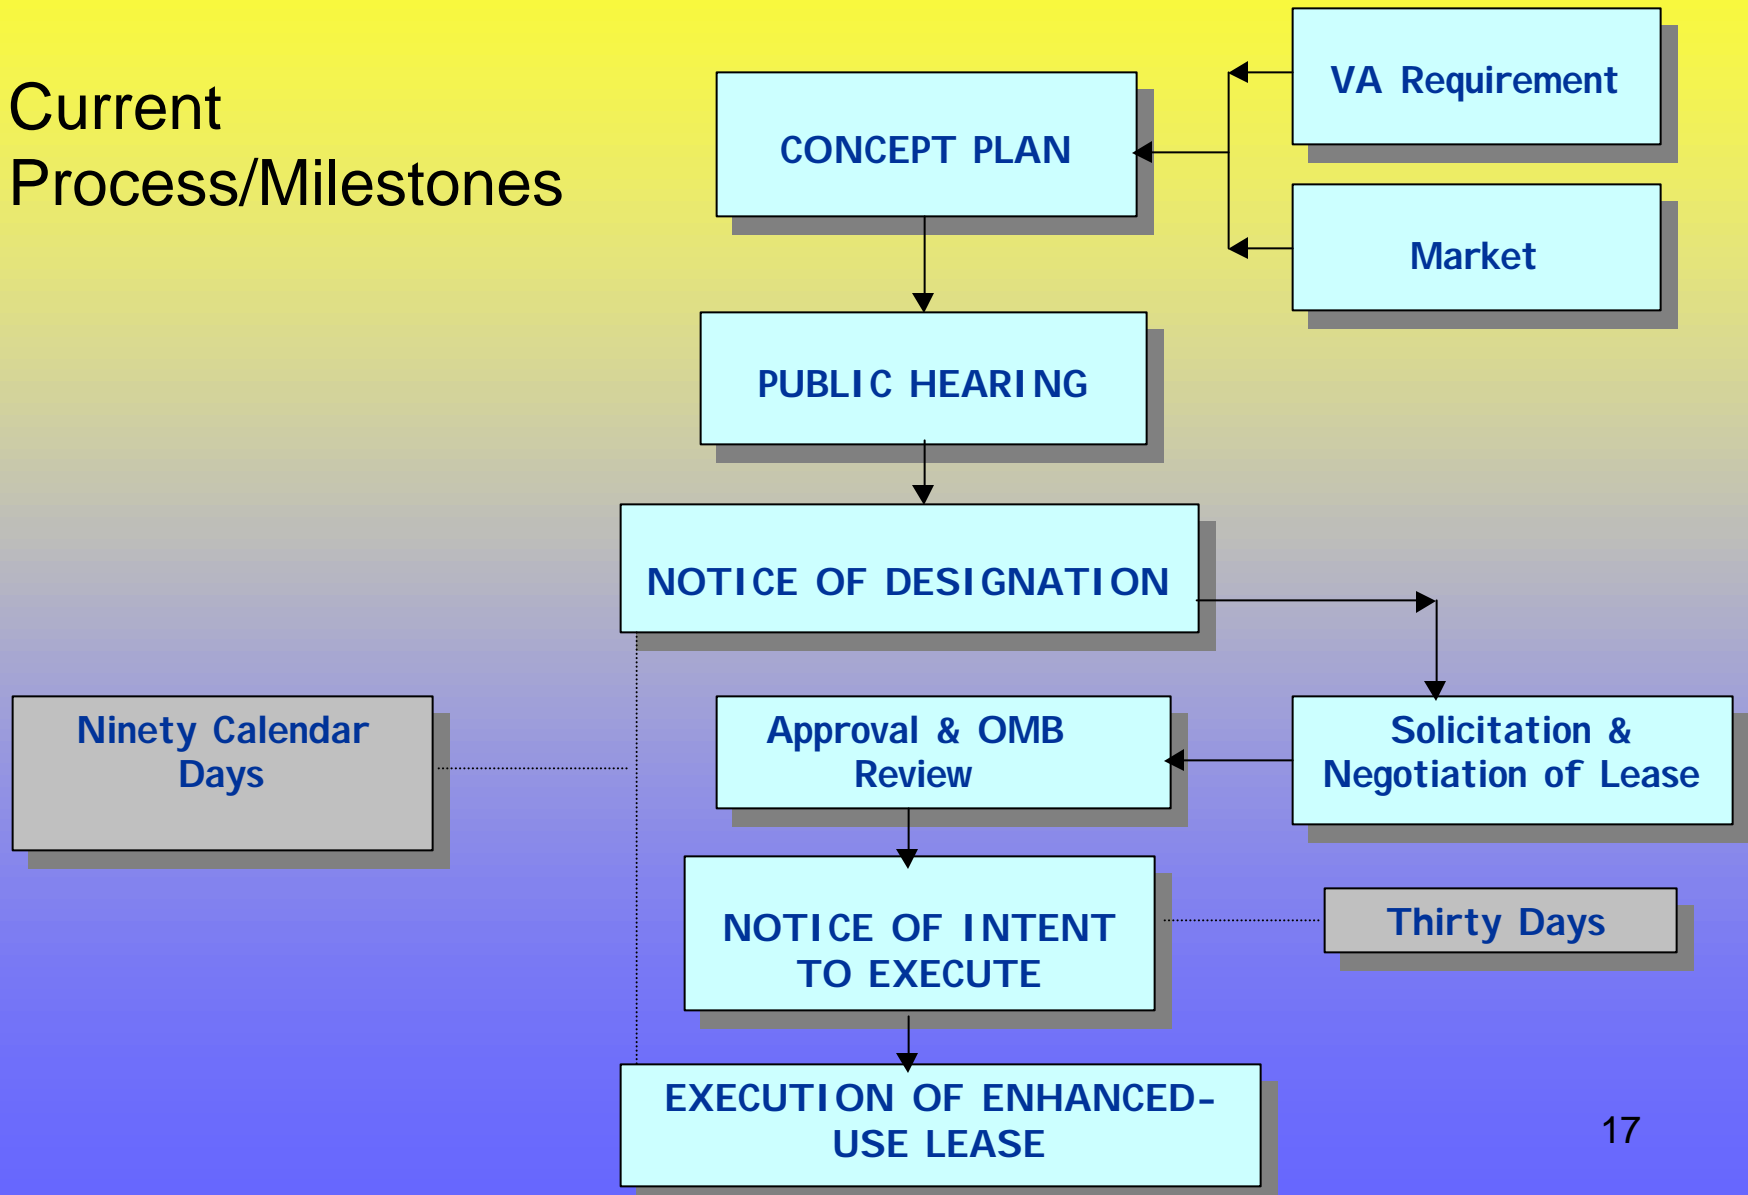 Current
Process/Milestones
VA Requirement
CONCEPT PLAN
Market
PUBLIC HEARING
NOTICE OF DESIGNATION
Ninety Calendar
Days
Approval & OMB
Review
Solicitation &
Negotiation of Lease
NOTICE OF INTENT
TO EXECUTE
Thirty Days
EXECUTION OF ENHANCED-
USE LEASE
17